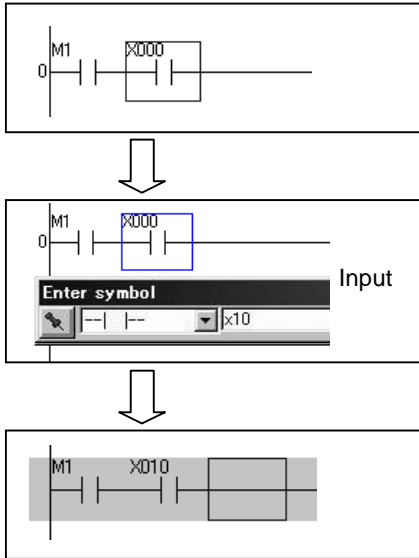 M1 X000
0
M1 X000
0
Input
Enter symbol
--| |-- x10
M1 X010